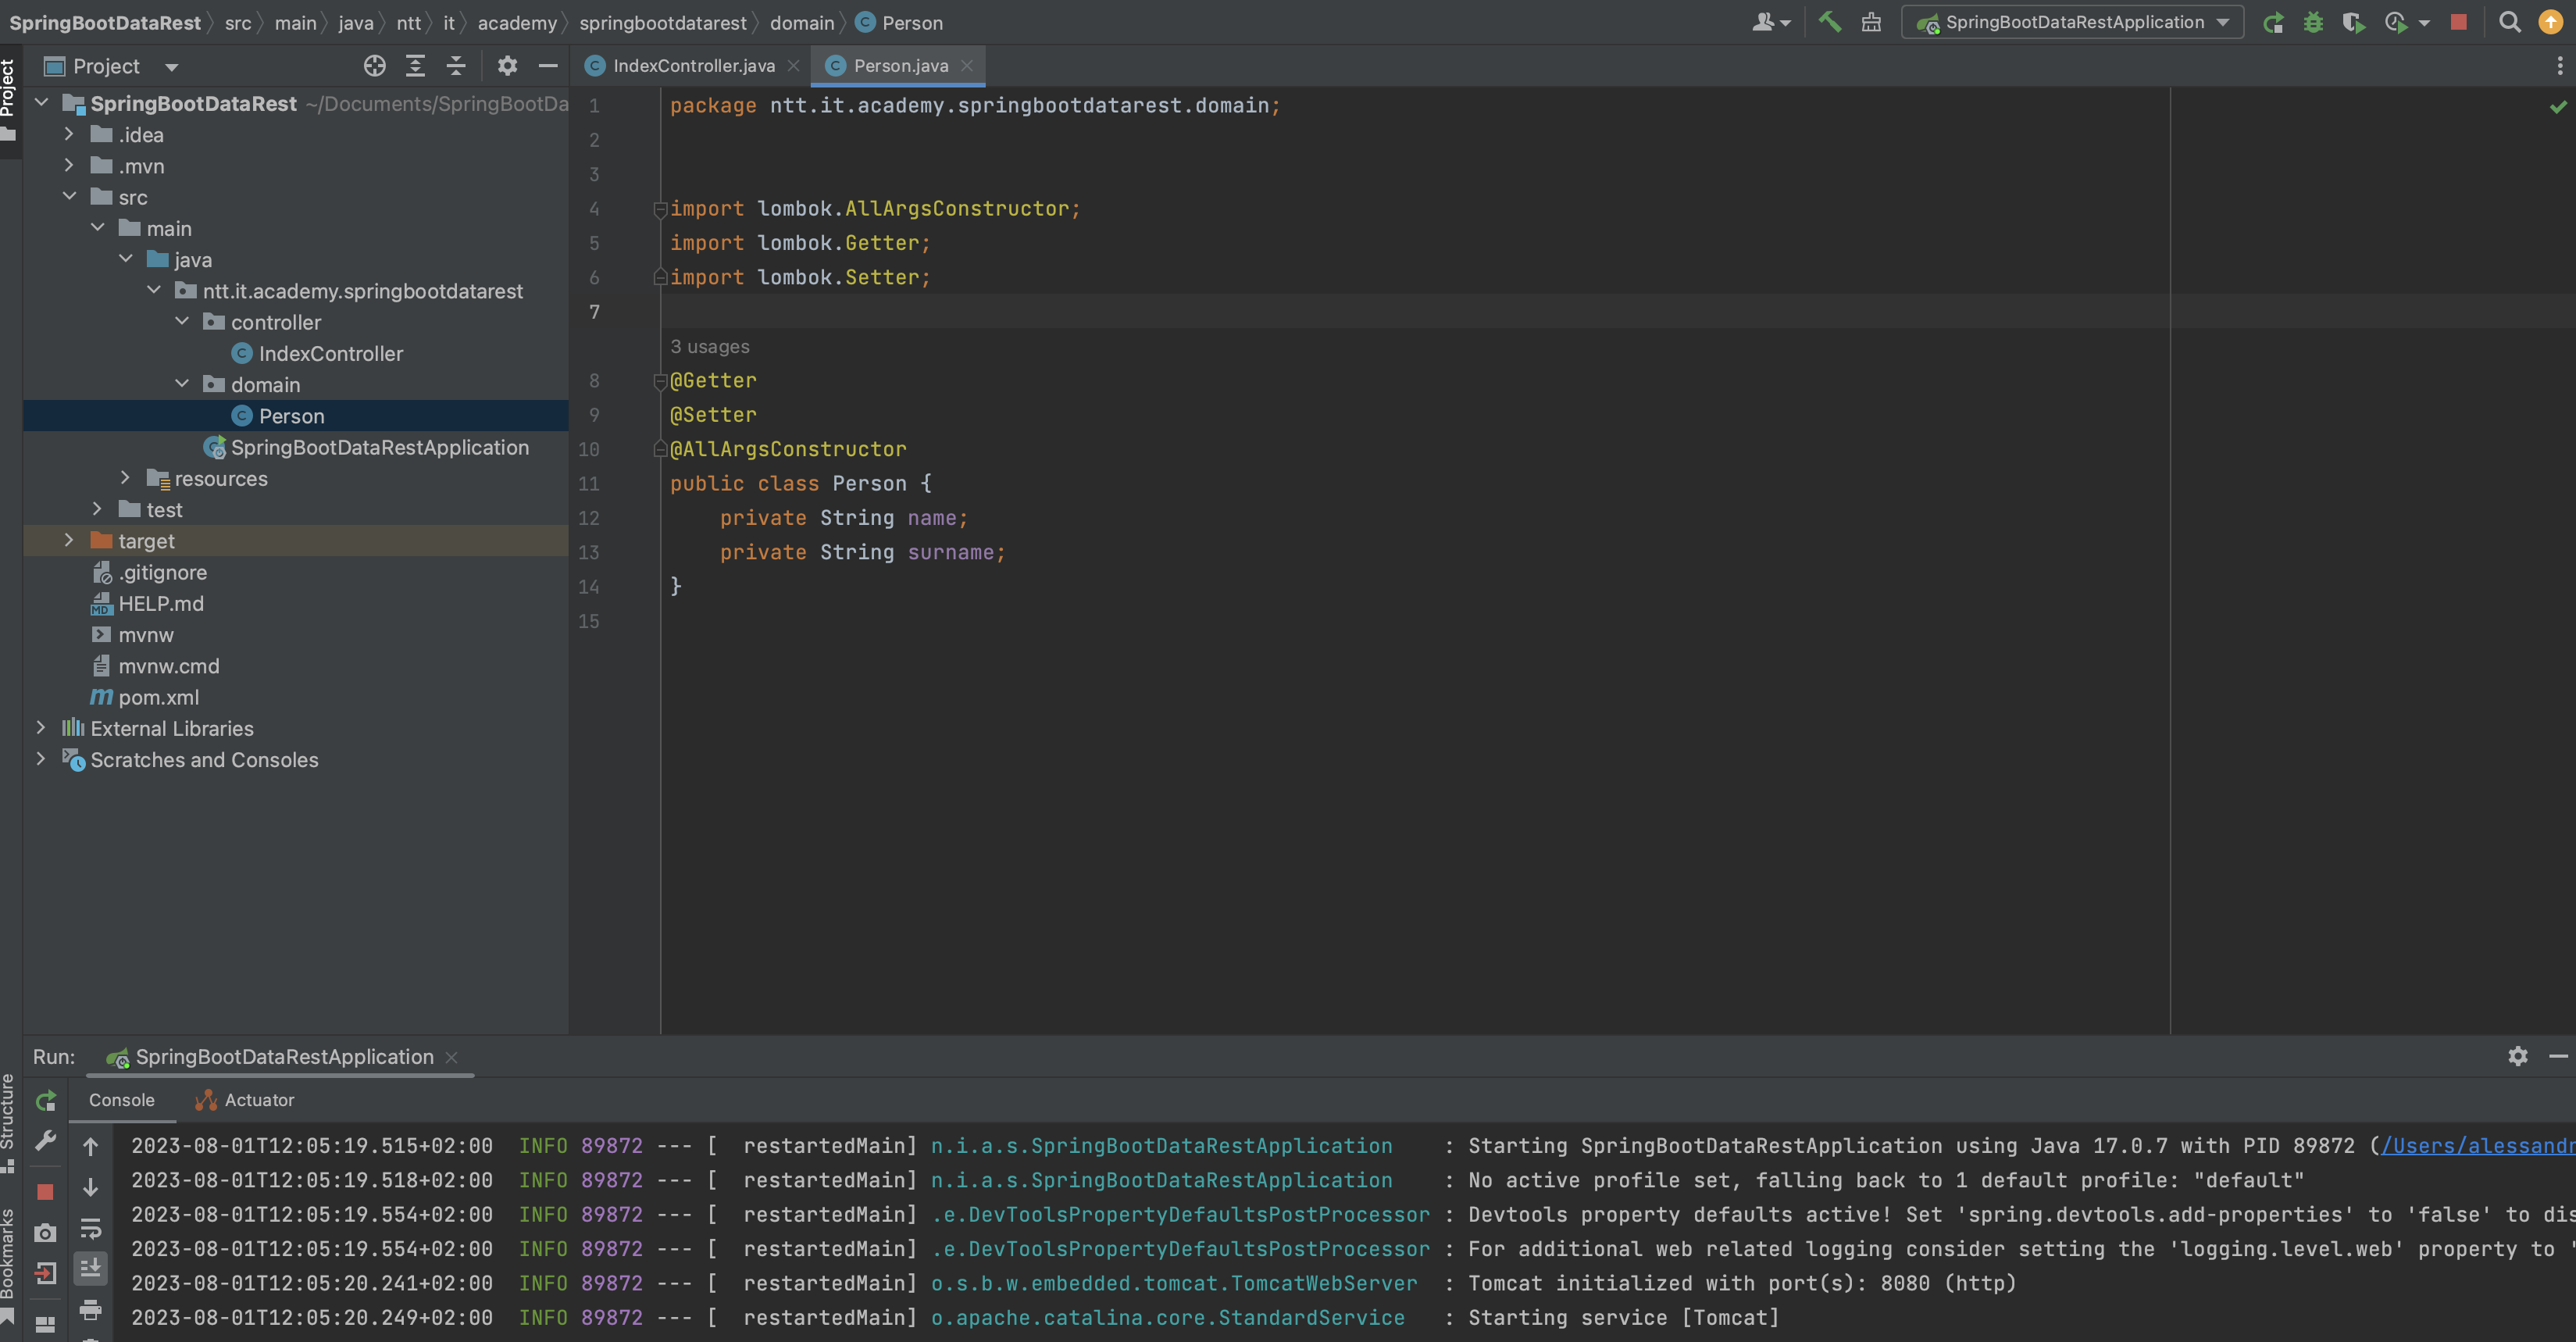 SpringBootDataRest src main java ntt it academy springbootdatarest domain Person
SpringBootDataRestApplication
Project
IndexController.java
Person.java
Project
SpringBootDataRest ~/Documents/SpringBootDa
.idea
.mvn
src
main
java
ntt.it.academy.springbootdatarest
controller
IndexController
domain
Person
SpringBootDataRestApplication
resources
test
target
.gitignore
HELP.md
mvnw
mvnw.cmd
pom.xml
External Libraries
Scratches and Consoles
1 package ntt.it.academy.springbootdatarest.domain;
2
3
4 import lombok.AllArgsConstructor;
5 import lombok.Getter;
6 import lombok.Setter;
7
3 usages
8 @Getter
9 @Setter
10 @AllArgsConstructor
11 public class Person {
12 private String name;
13 private String surname;
14 }
15
Run: SpringBootDataRestApplication
Console Actuator
Structure
Bookmarks
2023-08-01T12:05:19.515+02:00 INFO 89872 --- [ restartedMain] n.i.a.s.SpringBootDataRestApplication : Starting SpringBootDataRestApplication using Java 17.0.7 with PID 89872 (/Users/alessandr
2023-08-01T12:05:19.518+02:00 INFO 89872 --- [ restartedMain] n.i.a.s.SpringBootDataRestApplication : No active profile set, falling back to 1 default profile: "default"
2023-08-01T12:05:19.554+02:00 INFO 89872 --- [ restartedMain] .e.DevToolsPropertyDefaultsPostProcessor : Devtools property defaults active! Set 'spring.devtools.add-properties' to 'false' to dis
2023-08-01T12:05:19.554+02:00 INFO 89872 --- [ restartedMain] .e.DevToolsPropertyDefaultsPostProcessor : For additional web related logging consider setting the 'logging.level.web' property to '
2023-08-01T12:05:20.241+02:00 INFO 89872 --- [ restartedMain] o.s.b.w.embedded.tomcat.TomcatWebServer : Tomcat initialized with port(s): 8080 (http)
2023-08-01T12:05:20.249+02:00 INFO 89872 --- [ restartedMain] o.apache.catalina.core.StandardService : Starting service [Tomcat]